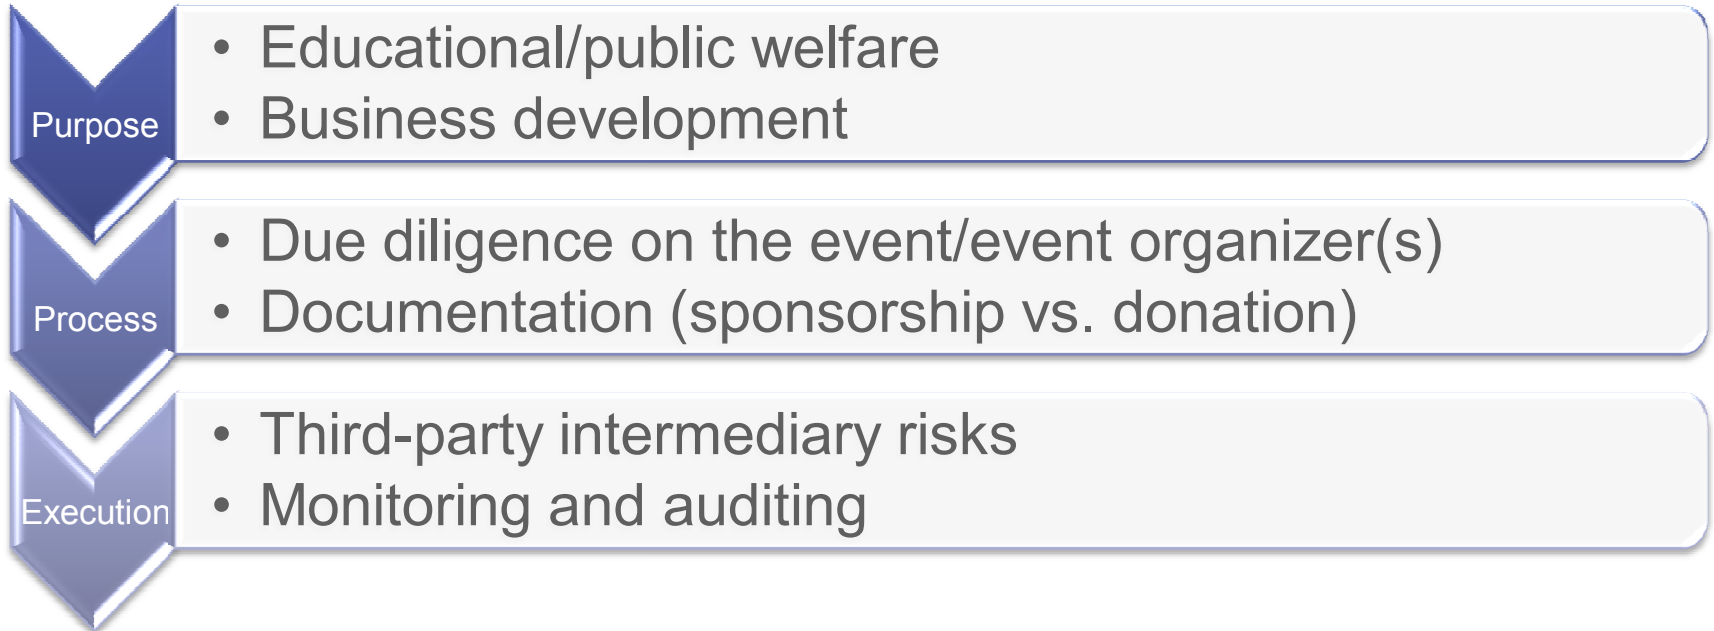 Purpose
• Educational/public welfare
• Business development
Process
• Due diligence on the event/event organizer(s)
• Documentation (sponsorship vs. donation)
Execution
• Third-party intermediary risks
• Monitoring and auditing